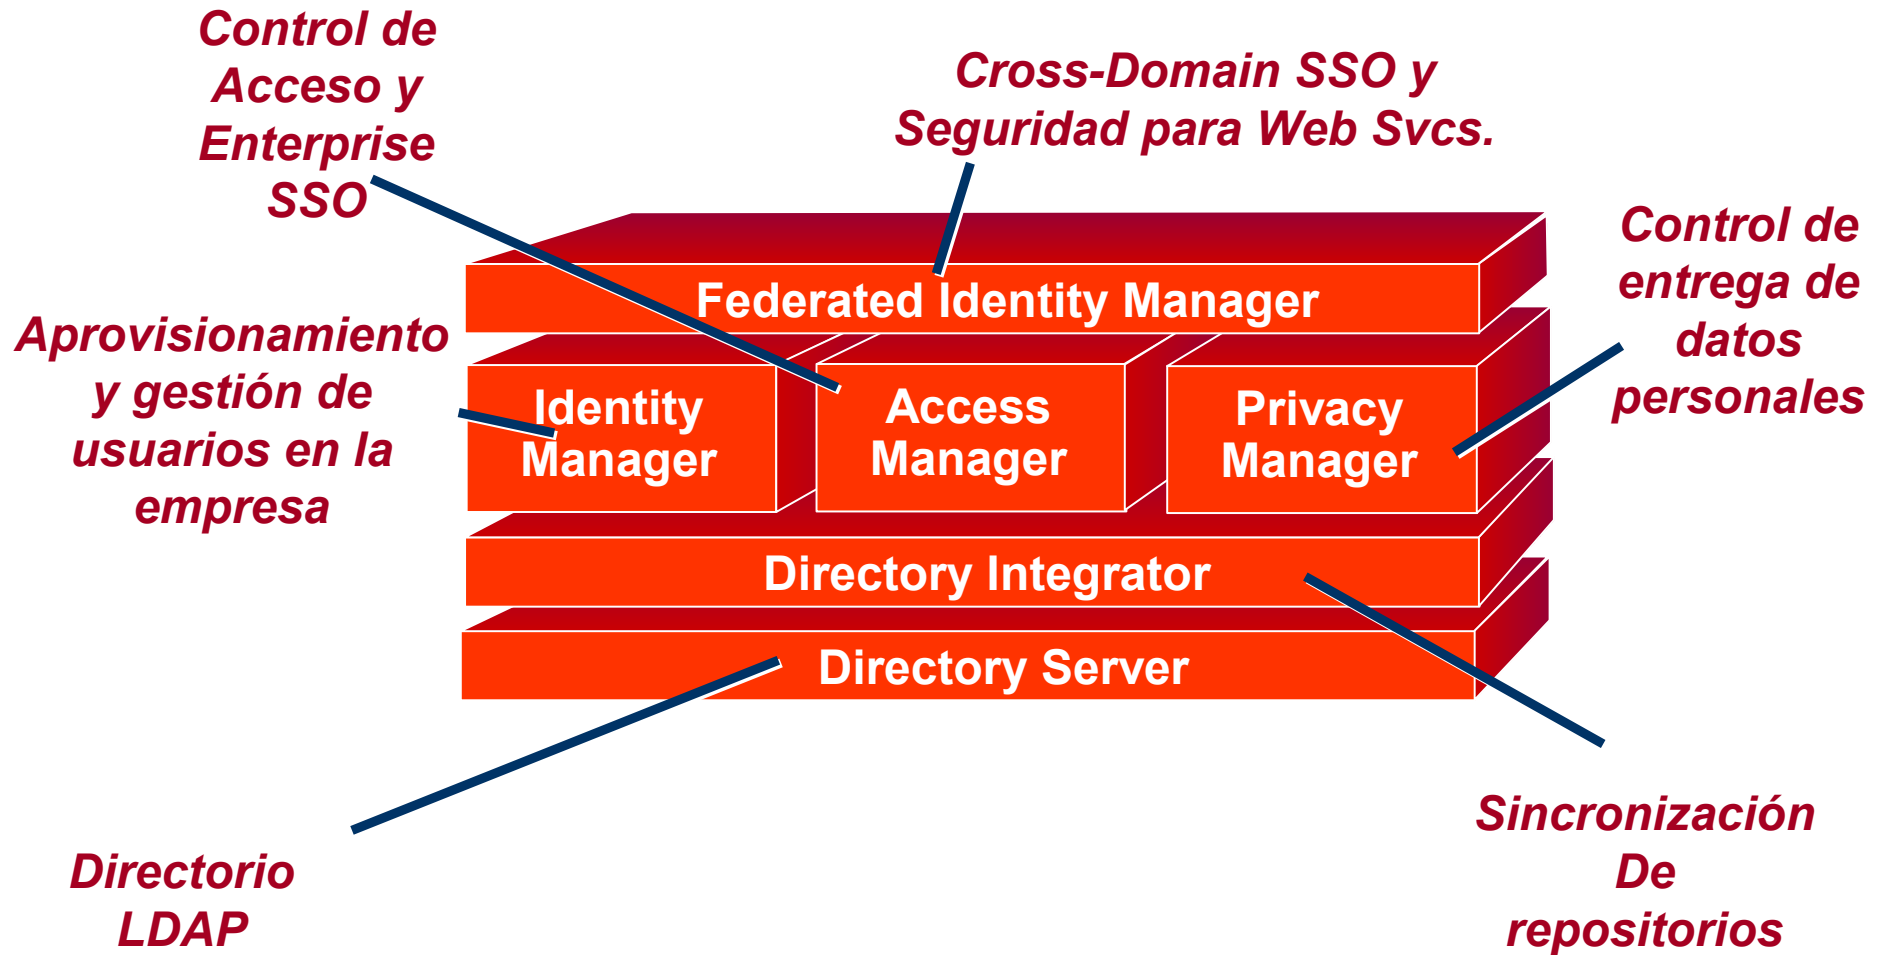 Control de
Acceso y
Enterprise
SSO
Cross-Domain SSO y
Seguridad para Web Svcs.
Control de
entrega de
datos
personales
Aprovisionamiento
y gestión de
usuarios en la
empresa
Federated Identity Manager
Identity
Manager
Access
Manager
Privacy
Manager
Directory Integrator
Directory Server
Directorio
LDAP
Sincronización
De
repositorios